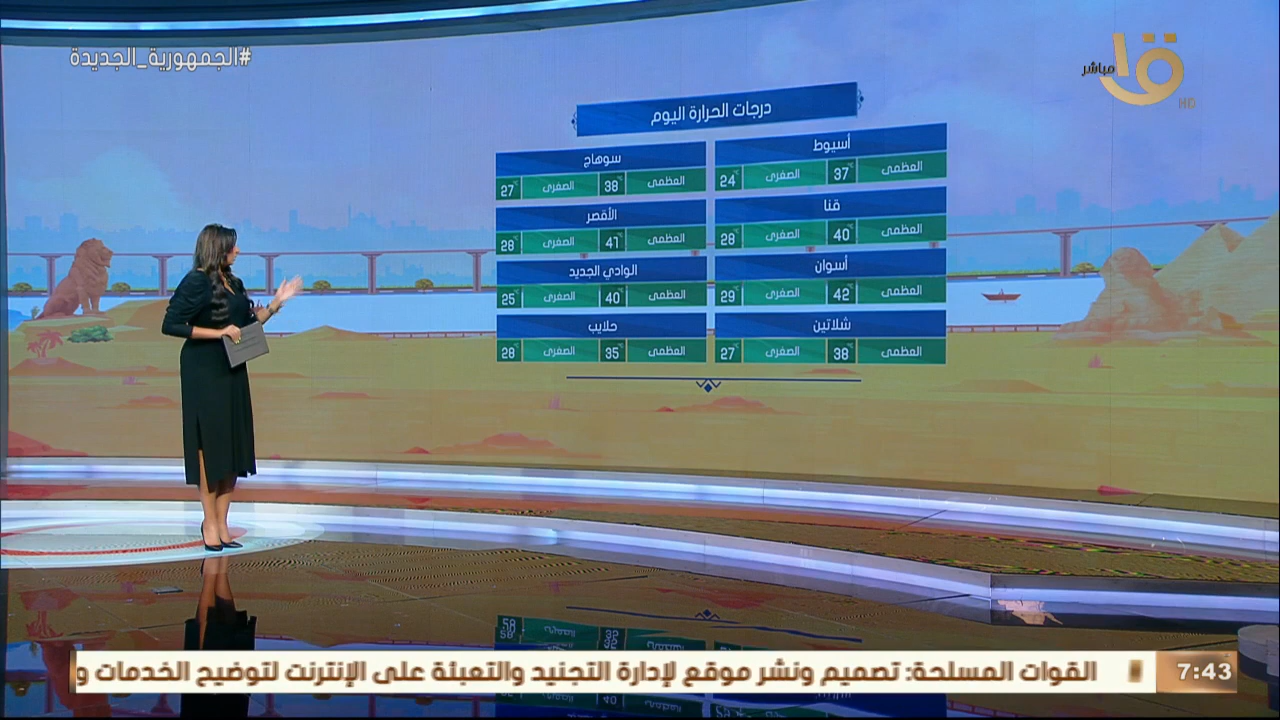 #الجمهورية_الجديدة
ق1
مباشر
HD
درجات الحرارة اليوم
أسيوط
العظمى 37 الصغرى 24
سوهاج
العظمى 38 الصغرى 27
قنا
العظمى 40 الصغرى 28
الأقصر
العظمى 41 الصغرى 28
أسوان
العظمى 42 الصغرى 29
الوادي الجديد
العظمى 40 الصغرى 25
شلاتين
العظمى 38 الصغرى 27
حلايب
العظمى 35 الصغرى 28
القوات المسلحة: تصميم ونشر موقع لإدارة التجنيد والتعبئة على الإنترنت لتوضيح الخدمات و
7:43